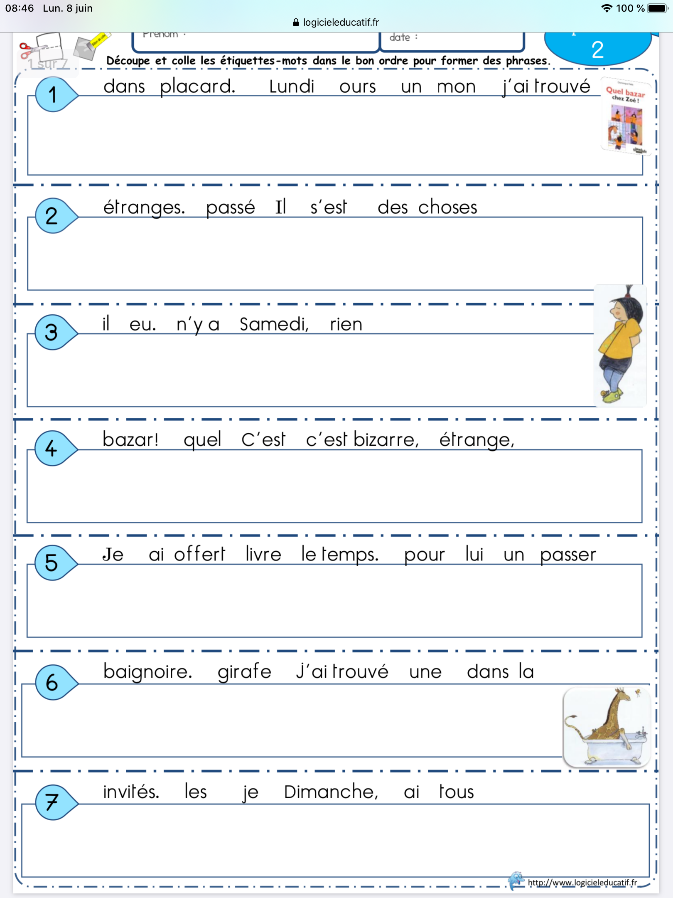 08:46 Lun. 8 juin 100 %
logicieleducatif.fr
Prénom :
date :
2
Découpe et colle les étiquettes-mots dans le bon ordre pour former des phrases.
1 dans placard. Lundi ours un mon j'ai trouvé
Quel bazar
chez Zoé !
2 étranges. passé Il s'est des choses
3 il eu. n'y a Samedi, rien
4 bazar! quel C'est c'est bizarre, étrange,
5 Je ai offert livre le temps. pour lui un passer
6 baignoire. girafe J'ai trouvé une dans la
7 invités. les je Dimanche, ai tous
http://www.logicieleducatif.fr